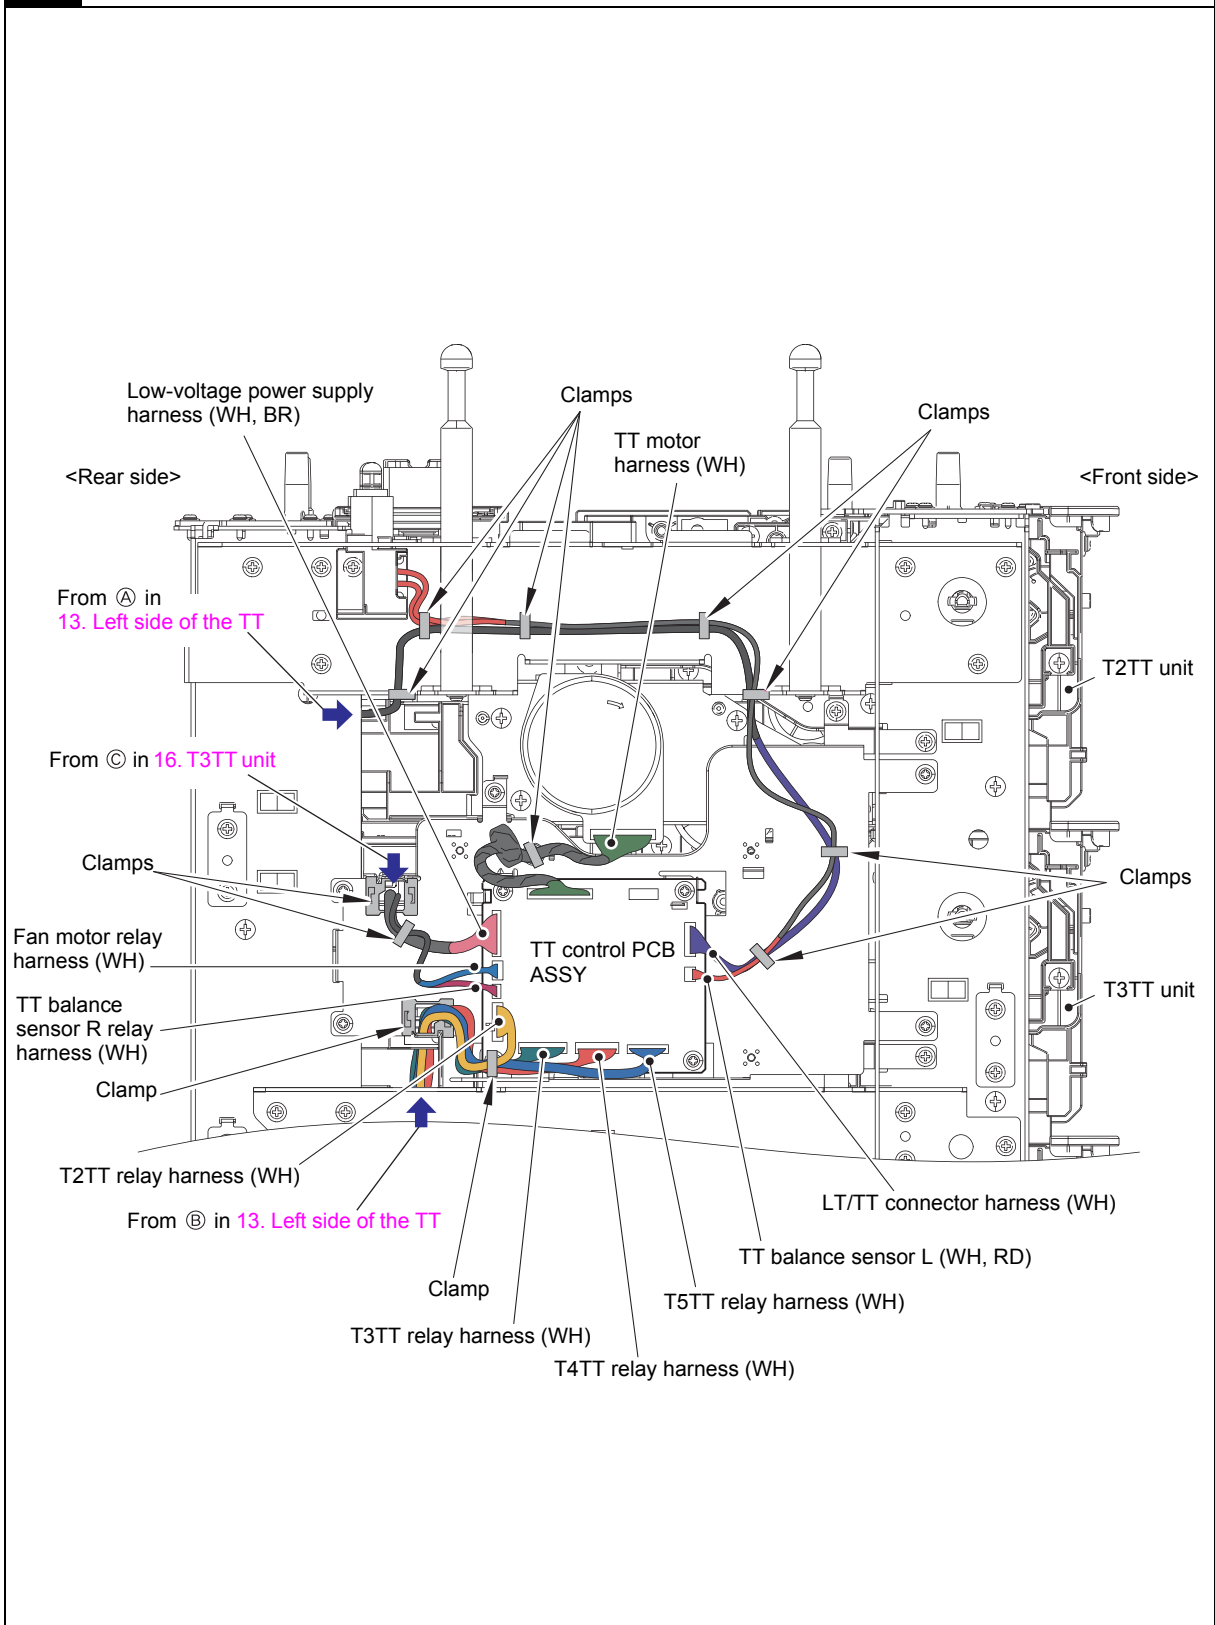 Low-voltage power supply
harness (WH, BR)
Clamps
TT motor
harness (WH)
Clamps
<Rear side>
<Front side>
From Ⓐ in
13. Left side of the TT
T2TT unit
From Ⓒ in 16. T3TT unit
Clamps
Clamps
Fan motor relay
harness (WH)
TT control PCB
ASSY
TT balance
sensor R relay
harness (WH)
T3TT unit
Clamp
T2TT relay harness (WH)
LT/TT connector harness (WH)
From Ⓑ in 13. Left side of the TT
TT balance sensor L (WH, RD)
Clamp
T5TT relay harness (WH)
T3TT relay harness (WH)
T4TT relay harness (WH)